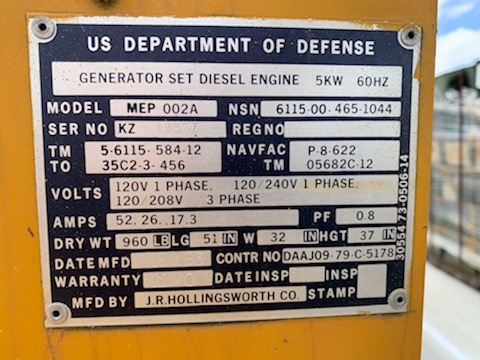 US DEPARTMENT OF DEFENSE
GENERATOR SET DIESEL ENGINE 5KW 60HZ
MODEL MEP 002A NSN 6115-00-465-1044
SER NO KZ REG NO
TM 5-6115-584-12 NAVFAC P-8-622
TO 35C2-3-456 TM 05682C-12
VOLTS 120V 1 PHASE, 120/240V 1 PHASE,
120/208V 3 PHASE
AMPS 52, 26, 17.3 PF 0.8
DRY WT 960 LB LG 51 IN W 32 IN HGT 37 IN
DATE MFD CONTR NO DAAJ09-79-C-5178
WARRANTY DATE INSP INSP
MFD BY J.R.HOLLINGSWORTH CO. STAMP
30554 73-0506-14